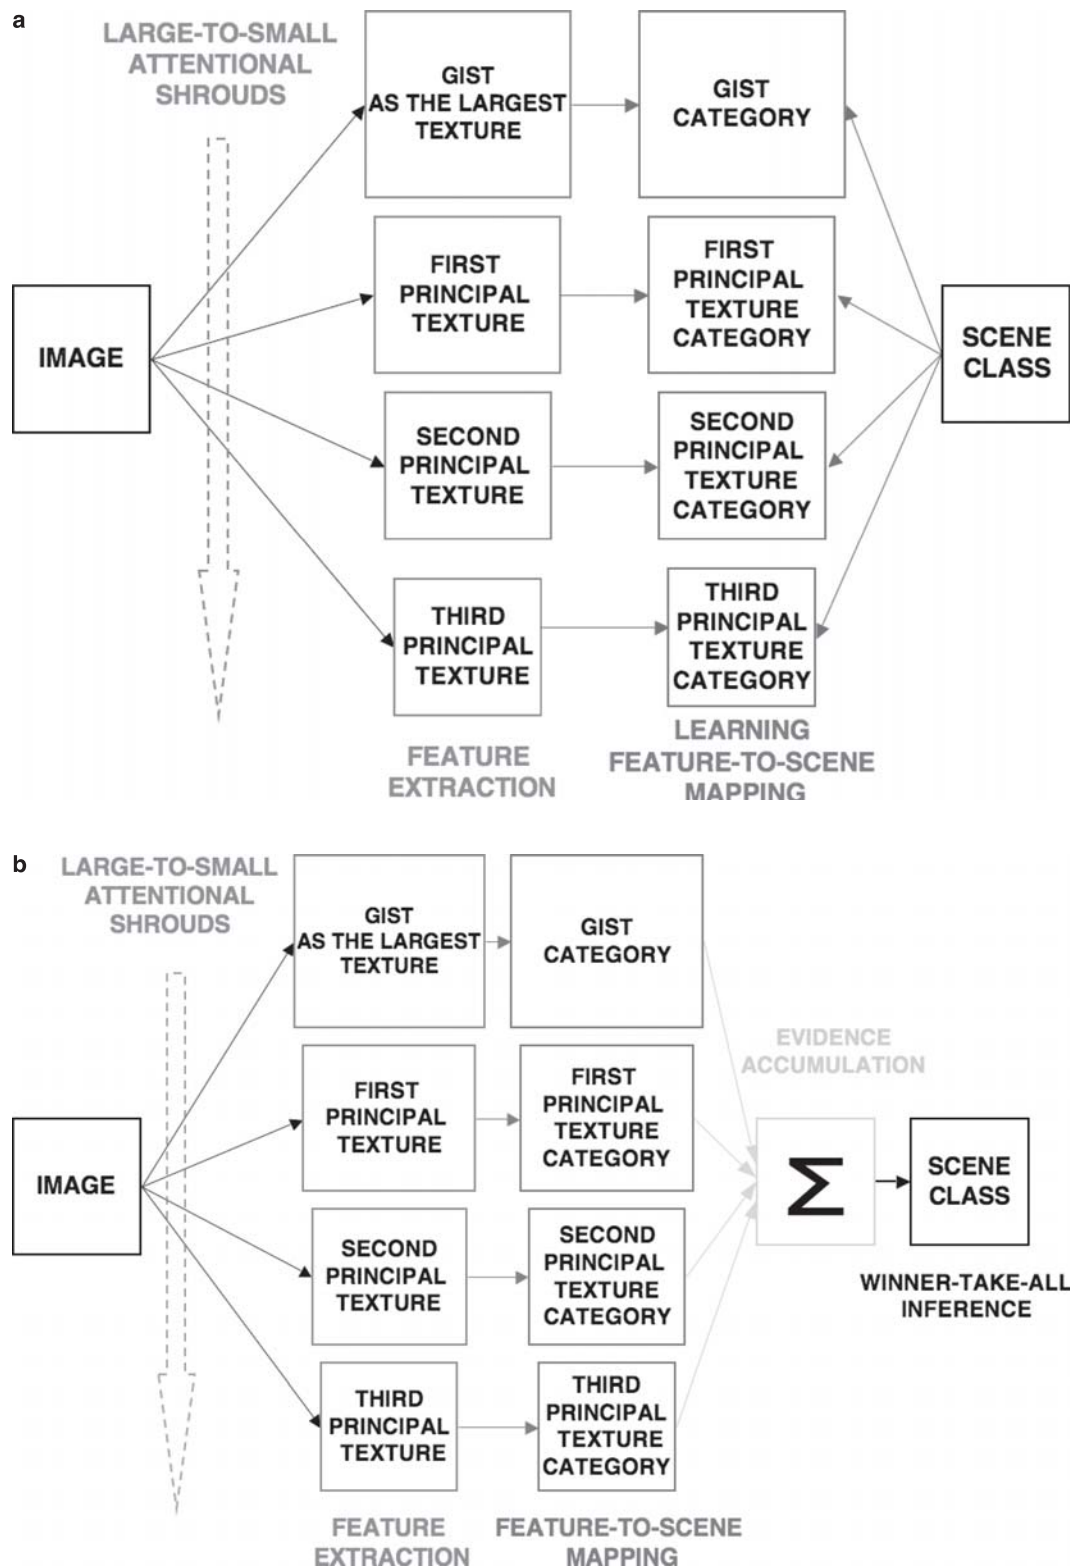 a
LARGE-TO-SMALL
ATTENTIONAL
SHROUDS
GIST
AS THE LARGEST
TEXTURE
GIST
CATEGORY
FIRST
PRINCIPAL
TEXTURE
FIRST
PRINCIPAL
TEXTURE
CATEGORY
IMAGE
SCENE
CLASS
SECOND
PRINCIPAL
TEXTURE
SECOND
PRINCIPAL
TEXTURE
CATEGORY
THIRD
PRINCIPAL
TEXTURE
THIRD
PRINCIPAL
TEXTURE
CATEGORY
FEATURE
EXTRACTION
LEARNING
FEATURE-TO-SCENE
MAPPING
b
LARGE-TO-SMALL
ATTENTIONAL
SHROUDS
GIST
AS THE LARGEST
TEXTURE
GIST
CATEGORY
EVIDENCE
ACCUMULATION
FIRST
PRINCIPAL
TEXTURE
FIRST
PRINCIPAL
TEXTURE
CATEGORY
IMAGE
Σ
SCENE
CLASS
WINNER-TAKE-ALL
INFERENCE
SECOND
PRINCIPAL
TEXTURE
SECOND
PRINCIPAL
TEXTURE
CATEGORY
THIRD
PRINCIPAL
TEXTURE
THIRD
PRINCIPAL
TEXTURE
CATEGORY
FEATURE
EXTRACTION
FEATURE-TO-SCENE
MAPPING